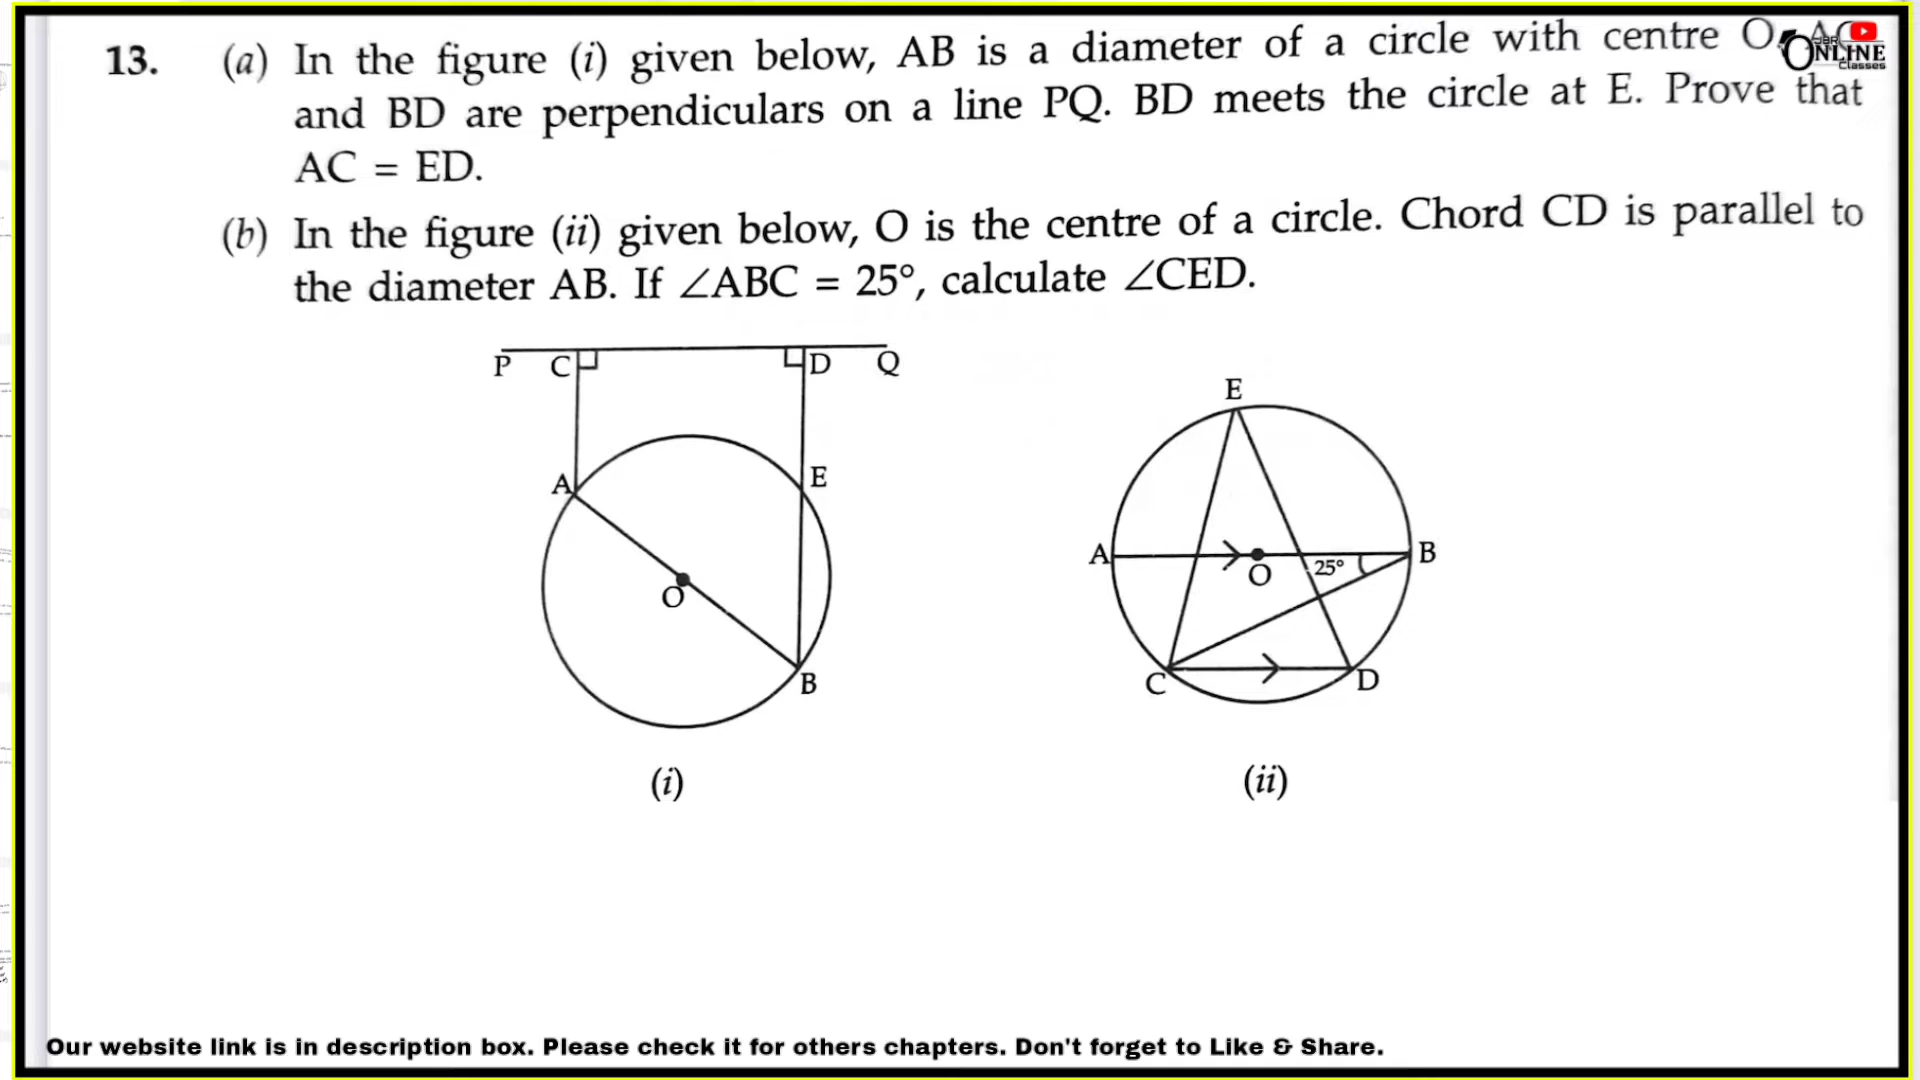 13. (a) In the figure (i) given below, AB is a diameter of a circle with centre O. AC
and BD are perpendiculars on a line PQ. BD meets the circle at E. Prove that
AC = ED.
(b) In the figure (ii) given below, O is the centre of a circle. Chord CD is parallel to
the diameter AB. If ∠ABC = 25°, calculate ∠CED.
JBR
ONLINE
Classes
P C D Q
A E
O
B
(i)
E
A O 25° B
C D
(ii)
Our website link is in description box. Please check it for others chapters. Don't forget to Like & Share.